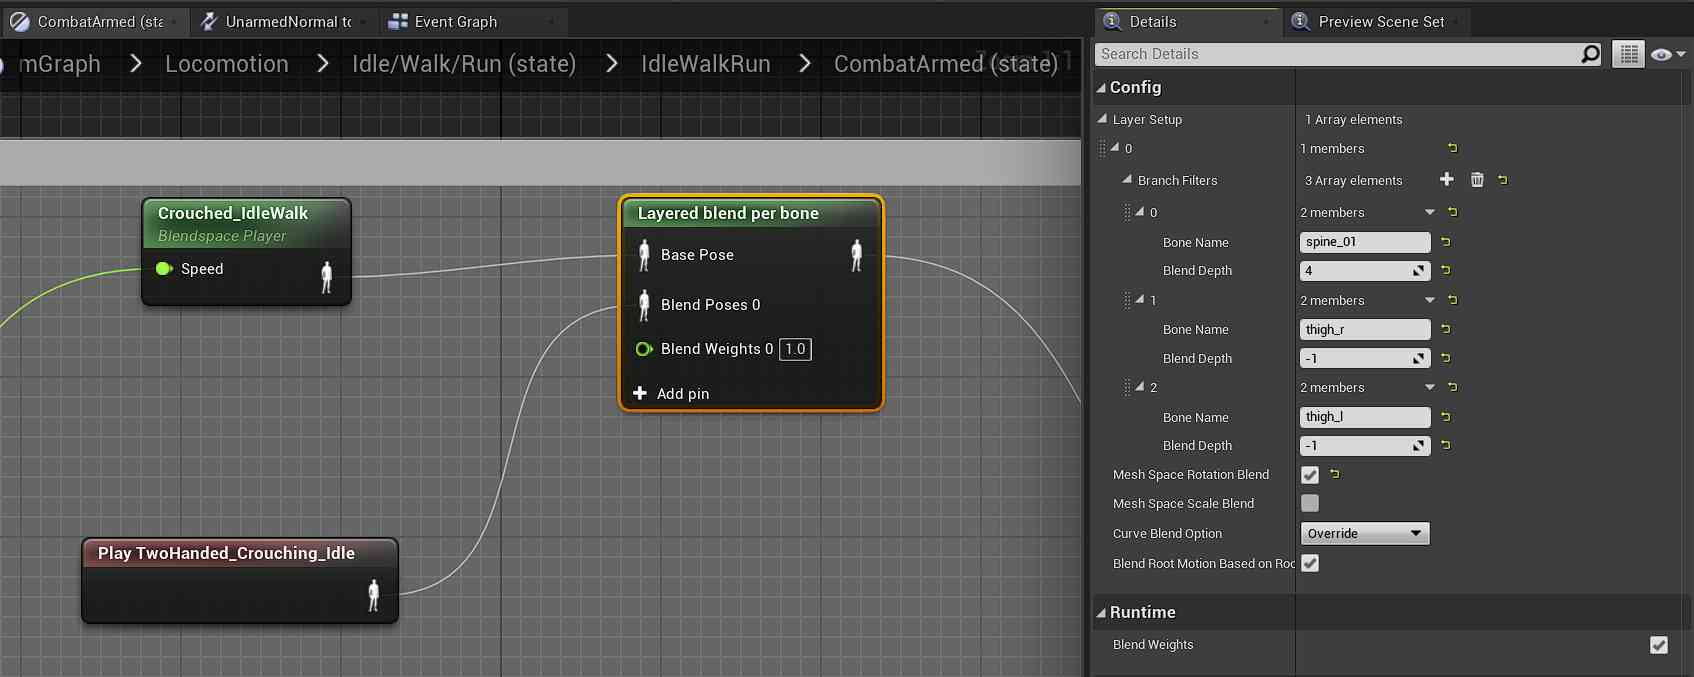 CombatArmed (sta
UnarmedNormal to
Event Graph
mGraph > Locomotion > Idle/Walk/Run (state) > IdleWalkRun > CombatArmed (state)
Crouched_IdleWalk
Blendspace Player
Speed
Layered blend per bone
Base Pose
Blend Poses 0
Blend Weights 0 1.0
Add pin
Play TwoHanded_Crouching_Idle
Details
Preview Scene Set
Search Details
Config
Layer Setup 1 Array elements
0 1 members
Branch Filters 3 Array elements
0 2 members
Bone Name spine_01
Blend Depth 4
1 2 members
Bone Name thigh_r
Blend Depth -1
2 2 members
Bone Name thigh_l
Blend Depth -1
Mesh Space Rotation Blend
Mesh Space Scale Blend
Curve Blend Option Override
Blend Root Motion Based on Roo
Runtime
Blend Weights